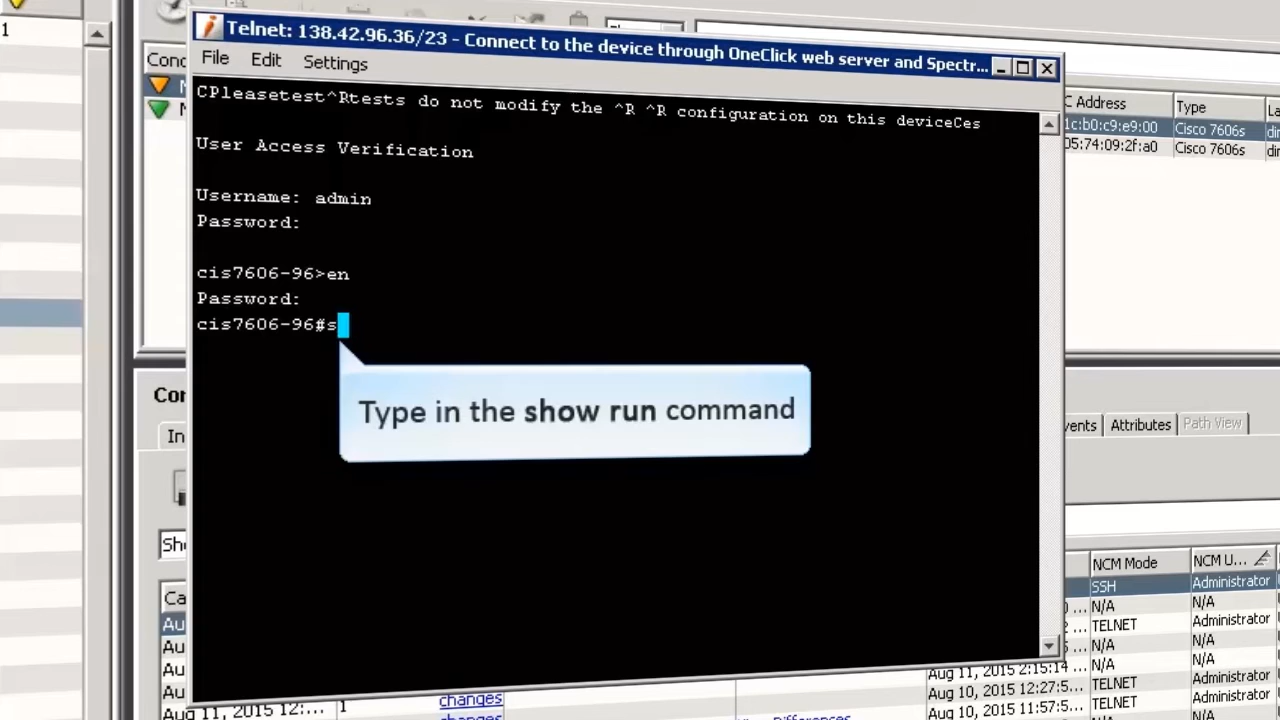 1
Telnet: 138.42.96.36/23 - Connect to the device through OneClick web server and Spectr...
File Edit Settings
CPleasetest^Rtests do not modify the ^R ^R configuration on this deviceCes
User Access Verification
Username: admin
Password:
cis7606-96>en
Password:
cis7606-96#s
Type in the show run command
C Address Type
1c:b0:c9:e9:00 Cisco 7606s
05:74:09:2f:a0 Cisco 7606s
Attributes Path View
NCM Mode NCM U...
SSH Administrator
N/A N/A
TELNET Administrator
N/A N/A
Aug 11, 2015 2:15:14 N/A N/A
Aug 10, 2015 12:27:5... TELNET Administrator
Aug 10, 2015 11:57:5... TELNET Administrator
N/A N/A
Aug 11, 2015 12:... 1 changes
changes View Differences